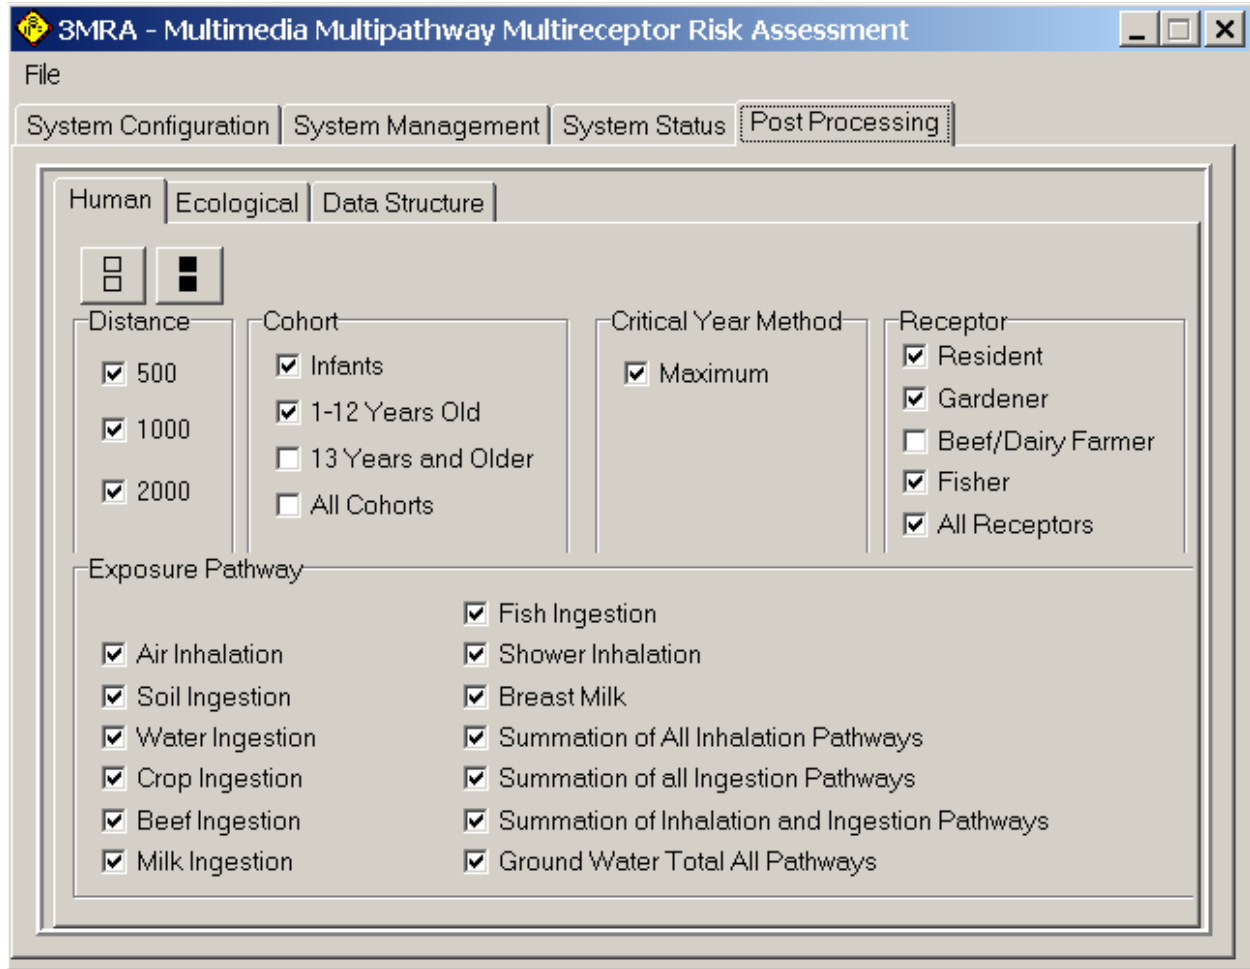 3MRA - Multimedia Multipathway Multireceptor Risk Assessment
File
System Configuration
System Management
System Status
Post Processing
Human
Ecological
Data Structure
Distance
500
1000
2000
Cohort
Infants
1-12 Years Old
13 Years and Older
All Cohorts
Critical Year Method
Maximum
Receptor
Resident
Gardener
Beef/Dairy Farmer
Fisher
All Receptors
Exposure Pathway
Air Inhalation
Soil Ingestion
Water Ingestion
Crop Ingestion
Beef Ingestion
Milk Ingestion
Fish Ingestion
Shower Inhalation
Breast Milk
Summation of All Inhalation Pathways
Summation of all Ingestion Pathways
Summation of Inhalation and Ingestion Pathways
Ground Water Total All Pathways